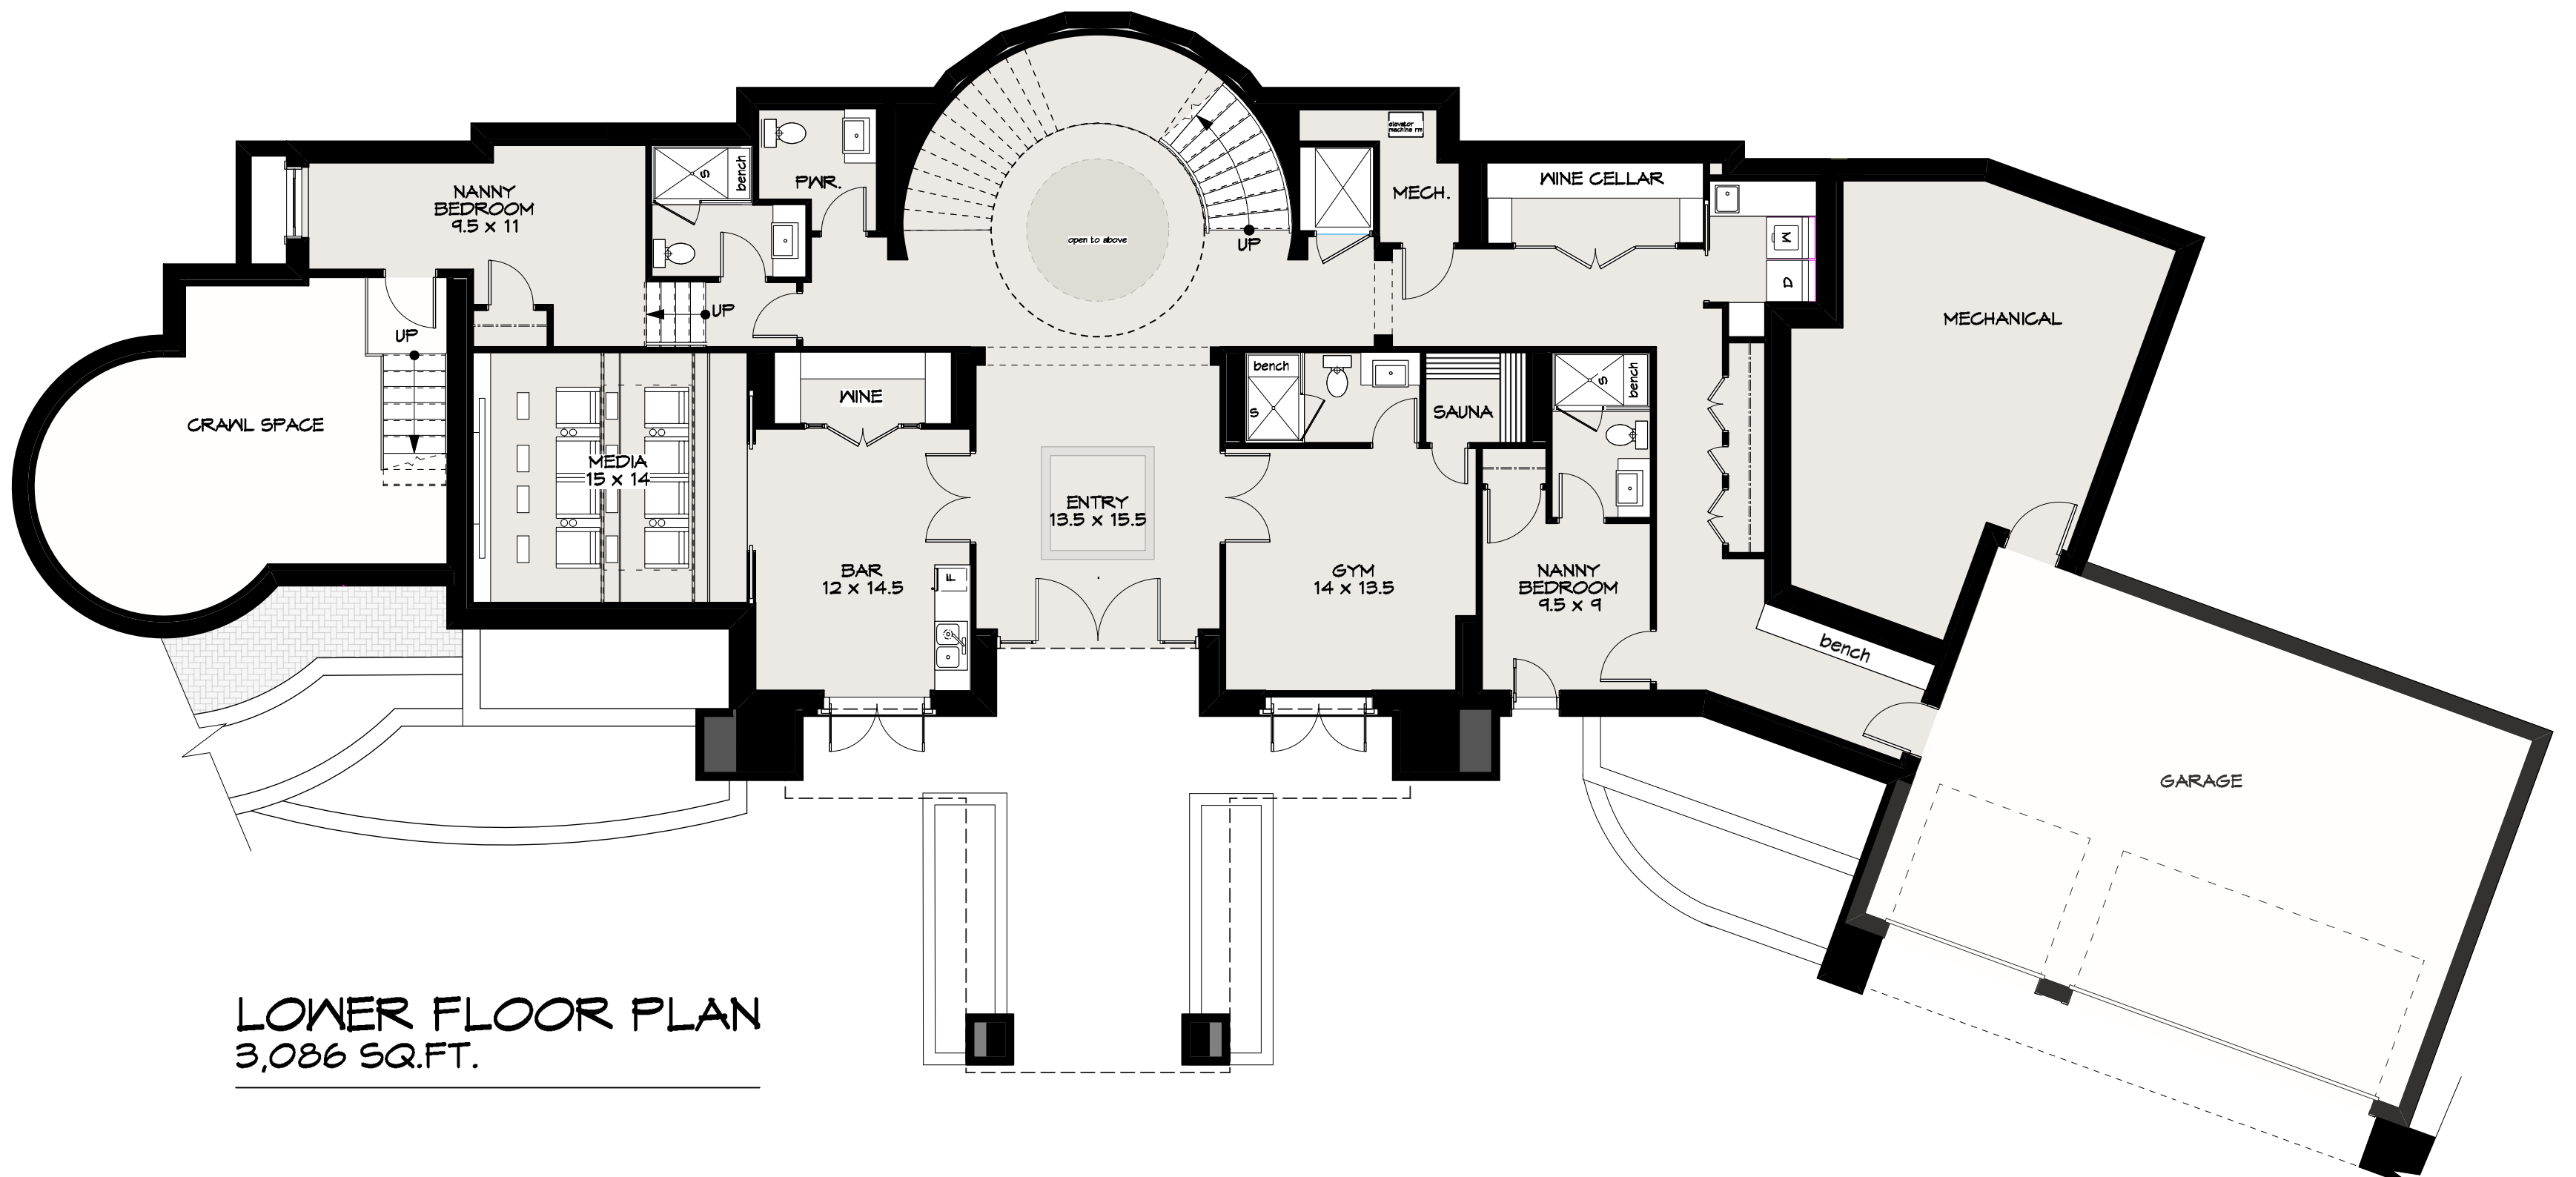 elevator
machine rm
PWR.
bench
S
NANNY
BEDROOM
9.5 x 11
MECH.
WINE CELLAR
open to above
UP
M
D
UP
UP
MECHANICAL
CRAWL SPACE
WINE
bench
S
SAUNA
S
bench
MEDIA
15 x 14
ENTRY
13.5 x 15.5
BAR
12 x 14.5
F
GYM
14 x 13.5
NANNY
BEDROOM
9.5 x 9
bench
GARAGE
LOWER FLOOR PLAN
3,086 SQ.FT.